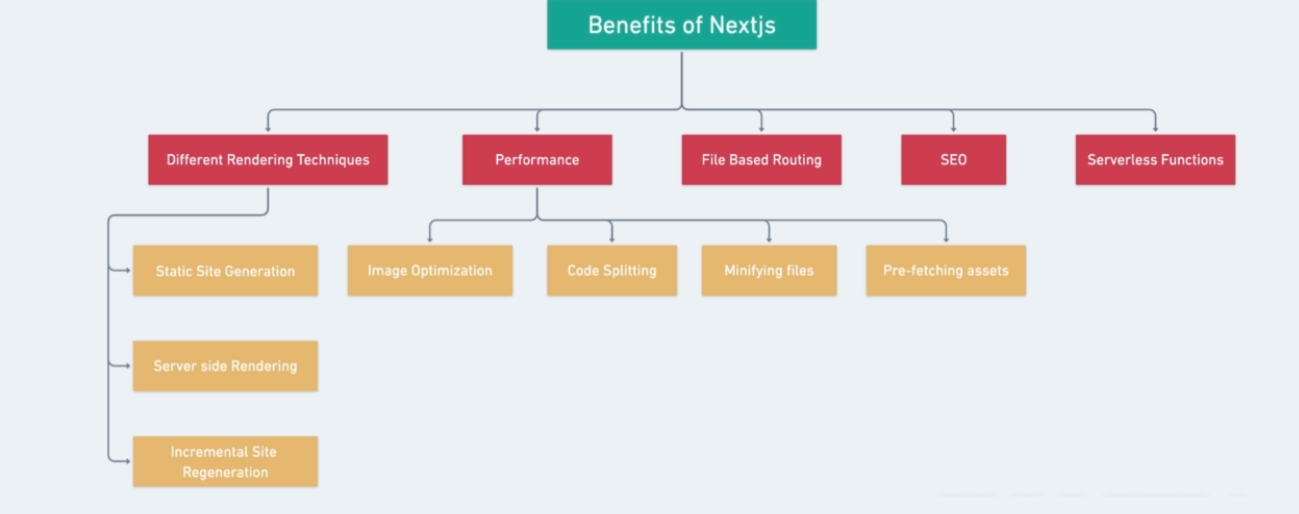 Benefits of Nextjs
Different Rendering Techniques
Performance
File Based Routing
SEO
Serverless Functions
Static Site Generation
Image Optimization
Code Splitting
Minifying files
Pre-fetching assets
Server side Rendering
Incremental Site
Regeneration